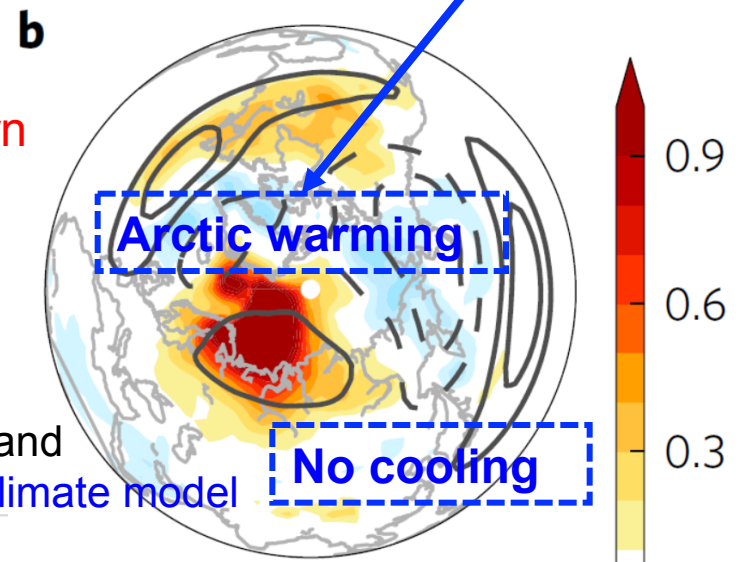 b
n
Arctic warming
and
limate model
No cooling
0.9
0.6
0.3